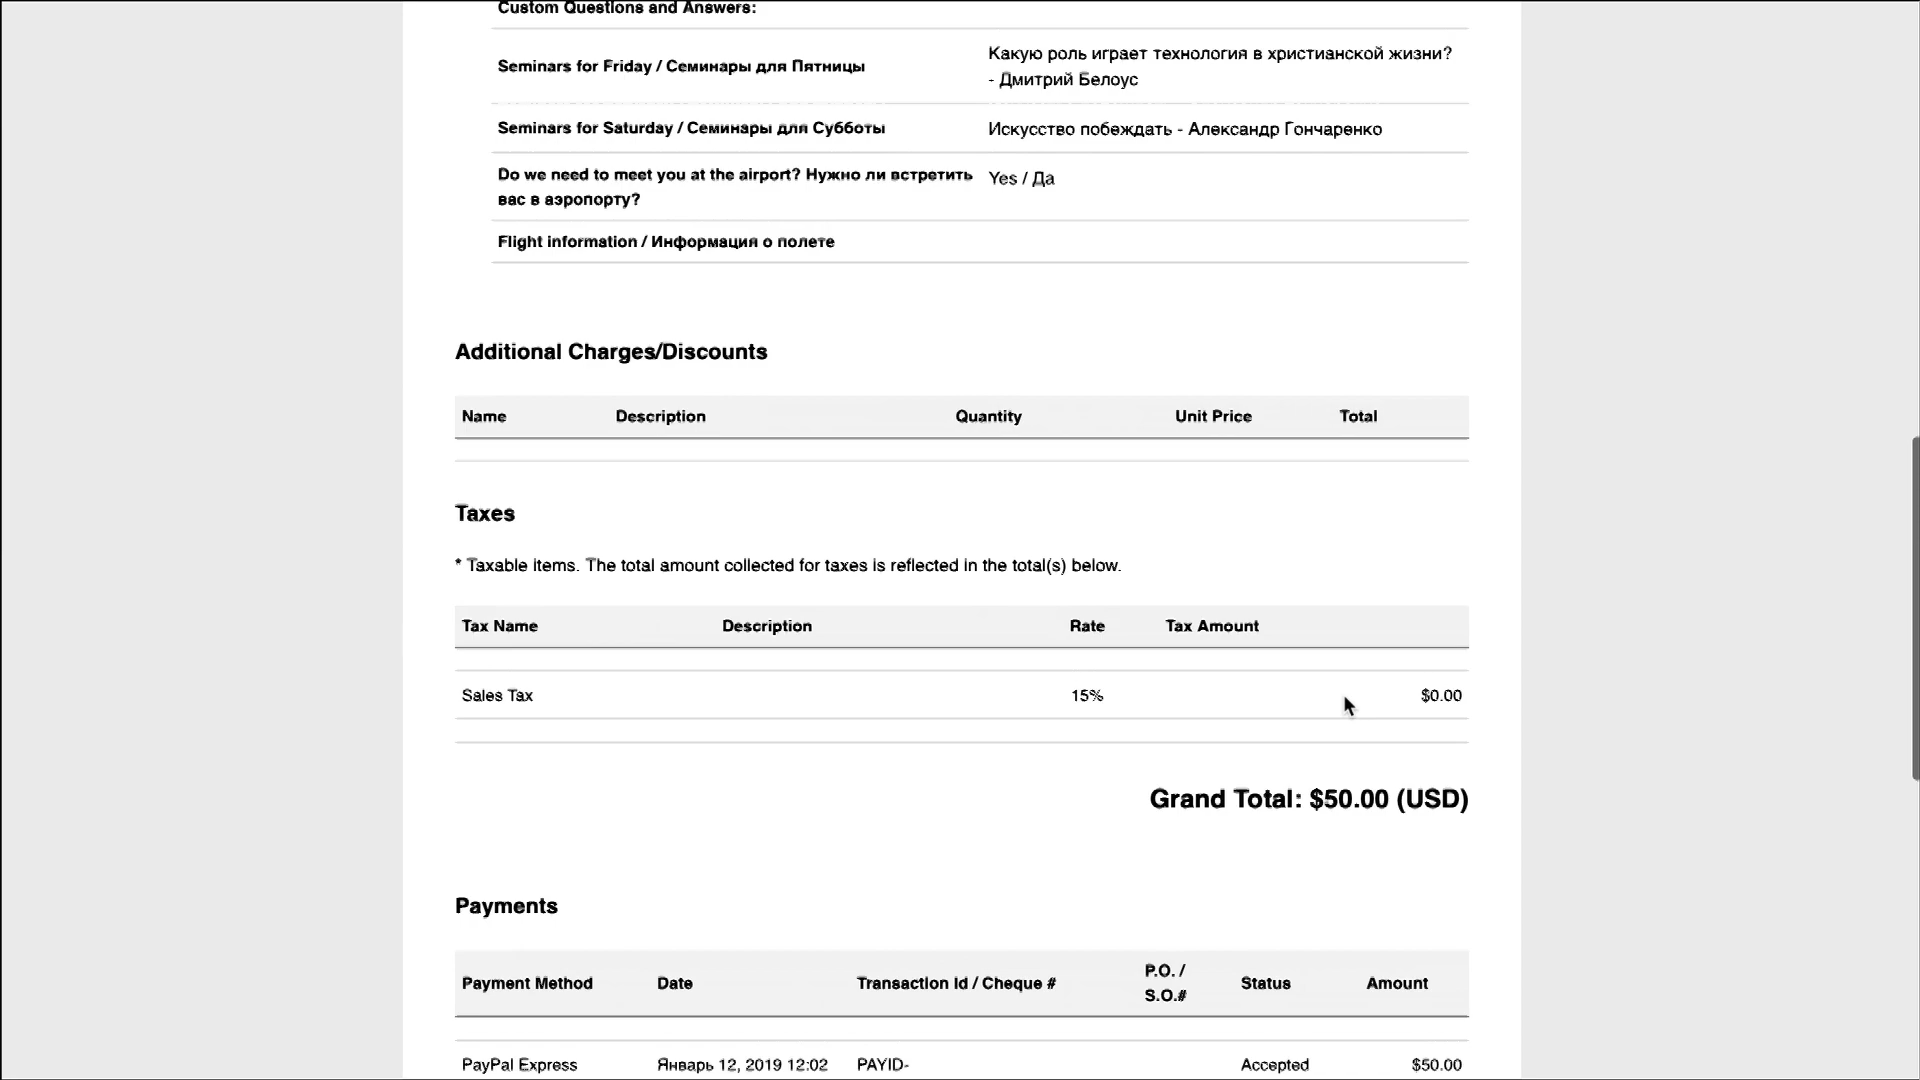 Custom Questions and Answers:
Seminars for Friday / Семинары для Пятницы
Какую роль играет технология в христианской жизни?
- Дмитрий Белоус
Seminars for Saturday / Семинары для Субботы
Искусство побеждать - Александр Гончаренко
Do we need to meet you at the airport? Нужно ли встретить
вас в аэропорту?
Yes / Да
Flight information / Информация о полете
Additional Charges/Discounts
Name Description Quantity Unit Price Total
Taxes
* Taxable items. The total amount collected for taxes is reflected in the total(s) below.
Tax Name Description Rate Tax Amount
Sales Tax 15% $0.00
Grand Total: $50.00 (USD)
Payments
Payment Method Date Transaction Id / Cheque # P.O. / S.O.# Status Amount
PayPal Express Январь 12, 2019 12:02 PAYID- Accepted $50.00